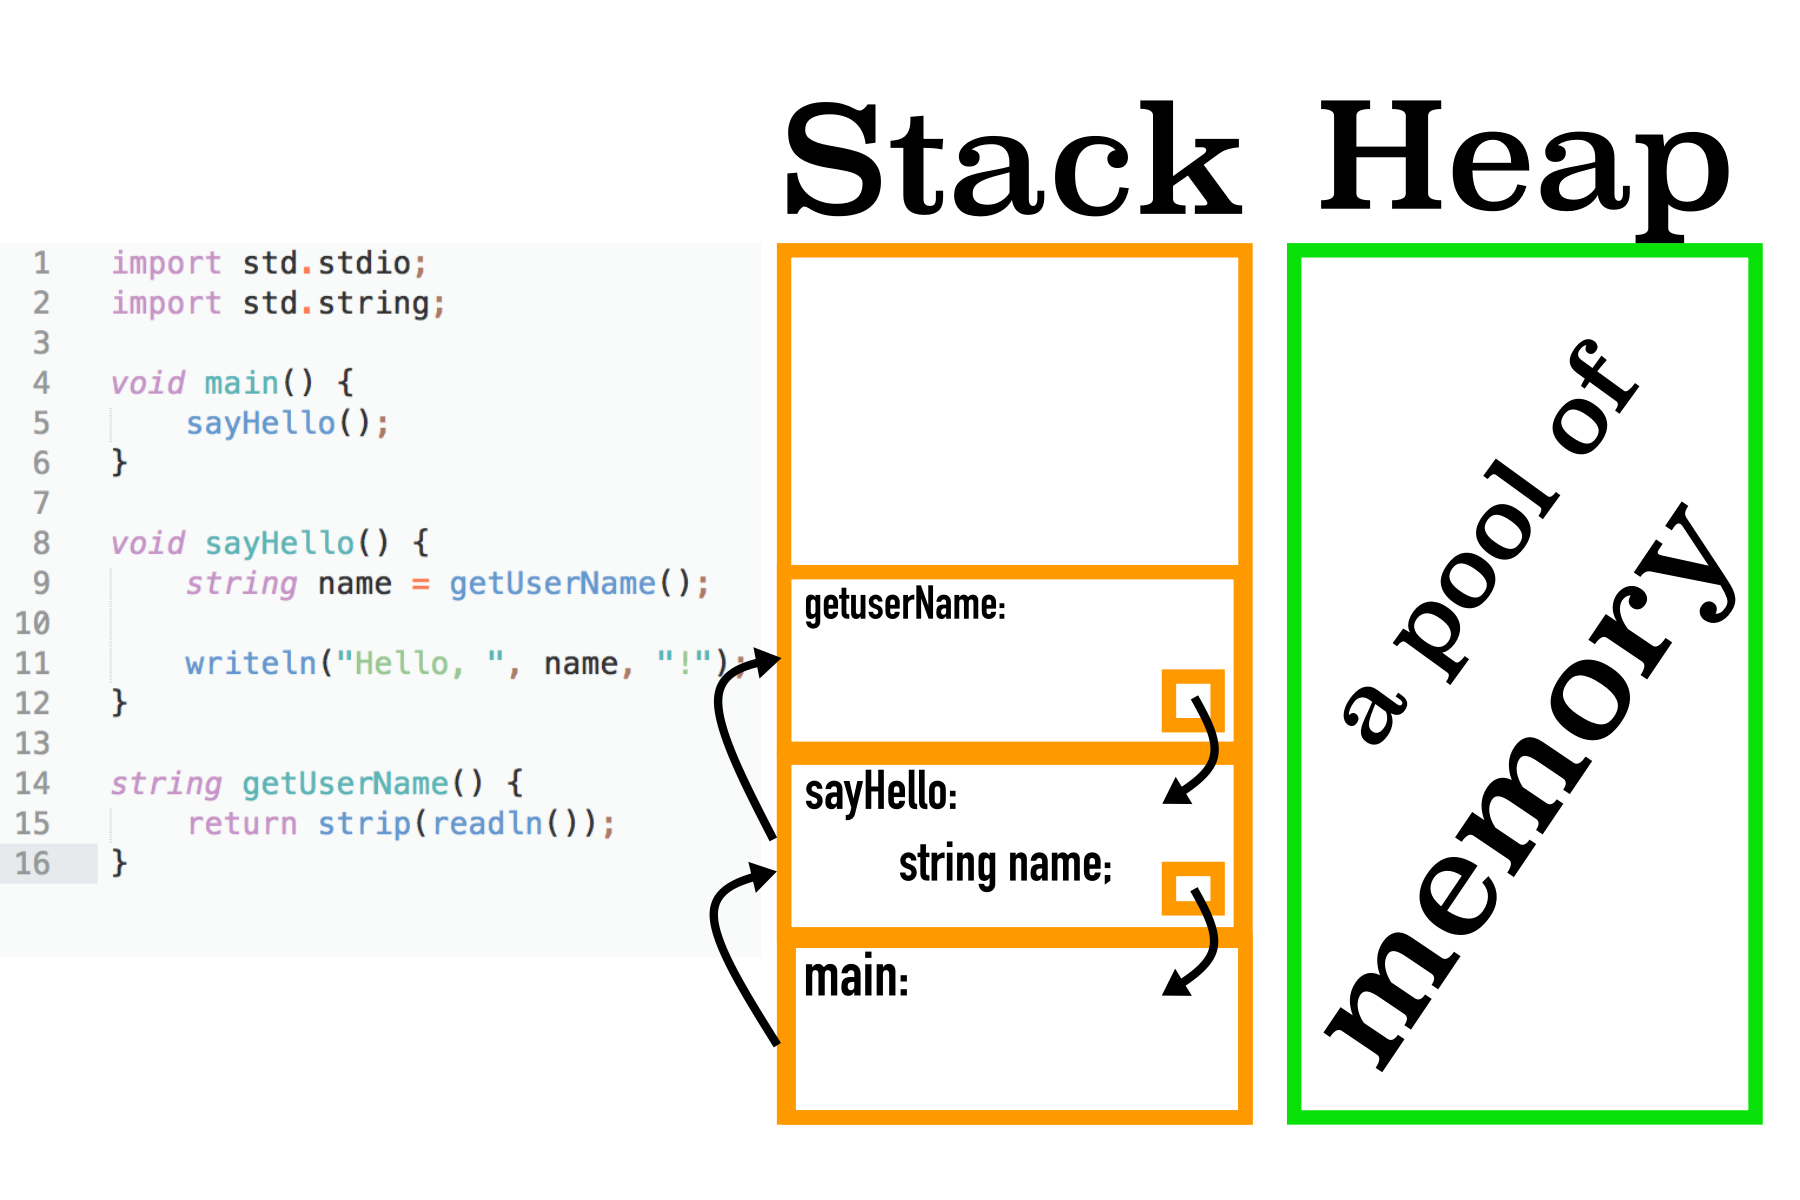 Stack Heap
1 import std.stdio;
2 import std.string;
3
4 void main() {
5 sayHello();
6 }
7
8 void sayHello() {
9 string name = getUserName();
10
11 writeln("Hello, ", name, "!");
12 }
13
14 string getUserName() {
15 return strip(readln());
16 }
getuserName:
sayHello:
string name;
main:
a pool of
memory